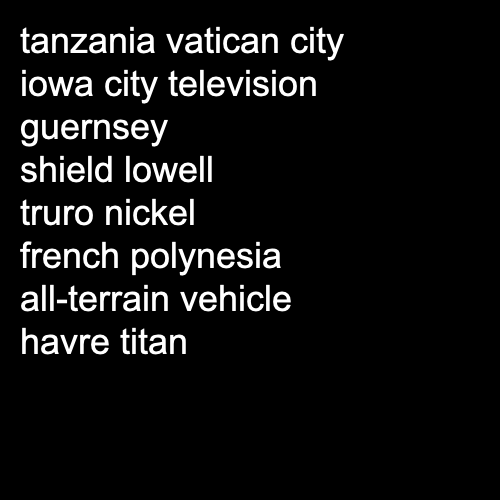 tanzania vatican city
iowa city television
guernsey
shield lowell
truro nickel
french polynesia
all-terrain vehicle
havre titan